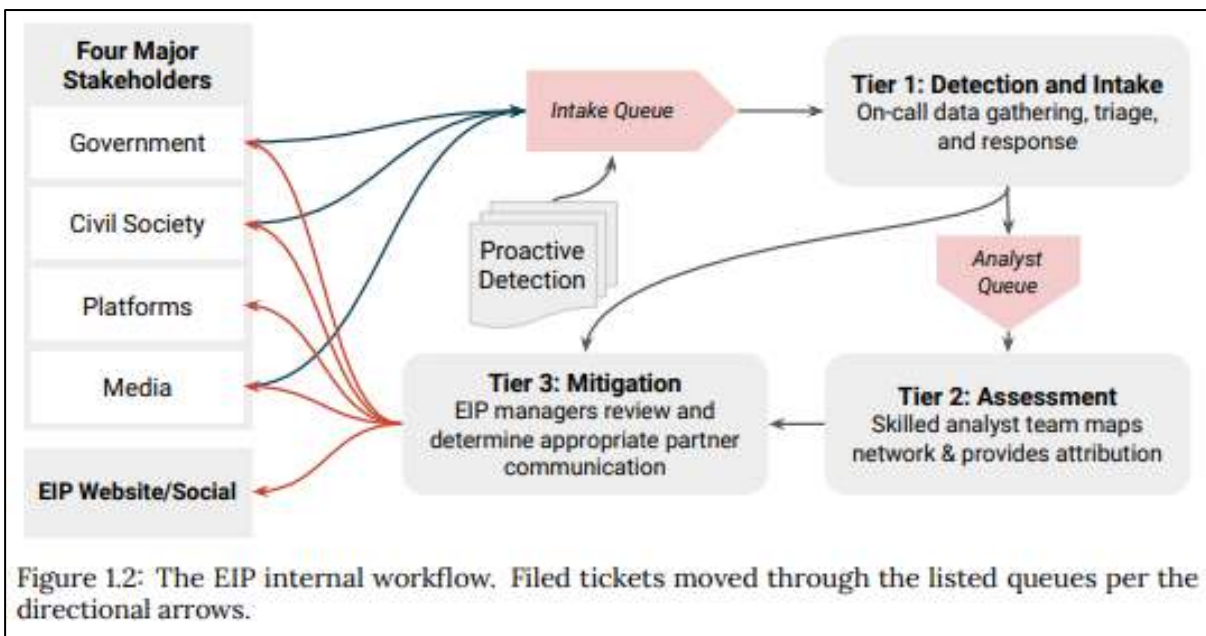 Four Major
Stakeholders
Government
Civil Society
Platforms
Media
EIP Website/Social
Intake Queue
Proactive
Detection
Tier 1: Detection and Intake
On-call data gathering, triage,
and response
Analyst
Queue
Tier 3: Mitigation
EIP managers review and
determine appropriate partner
communication
Tier 2: Assessment
Skilled analyst team maps
network & provides attribution
Figure 1.2: The EIP internal workflow. Filed tickets moved through the listed queues per the
directional arrows.